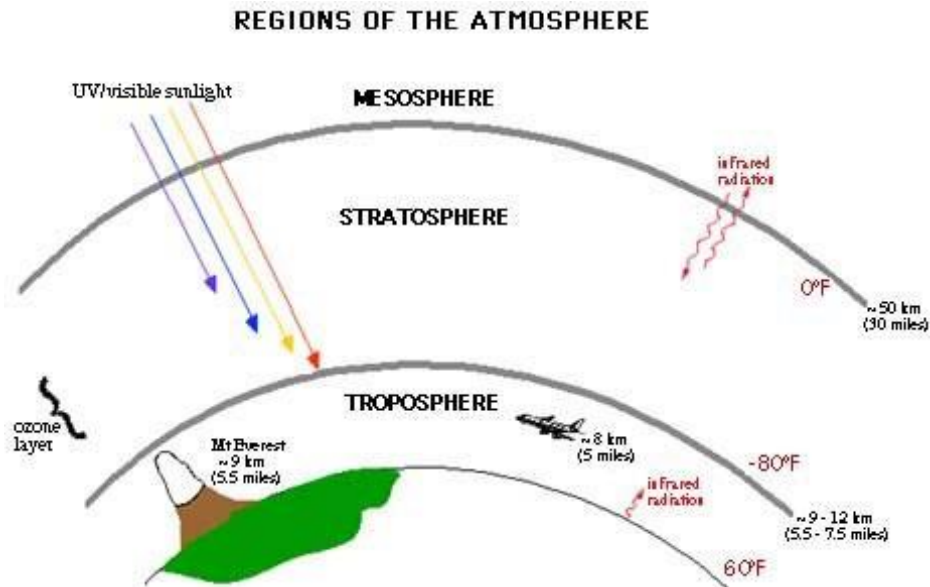 REGIONS OF THE ATMOSPHERE
UV/visible sunlight
MESOSPHERE
infrared
radiation
STRATOSPHERE
0°F
~ 50 km
(30 miles)
TROPOSPHERE
ozone
layer
Mt Everest
~ 9 km
(5.5 miles)
~ 8 km
(5 miles)
-80°F
infrared
radiation
~ 9 - 12 km
(5.5 - 7.5 miles)
60°F